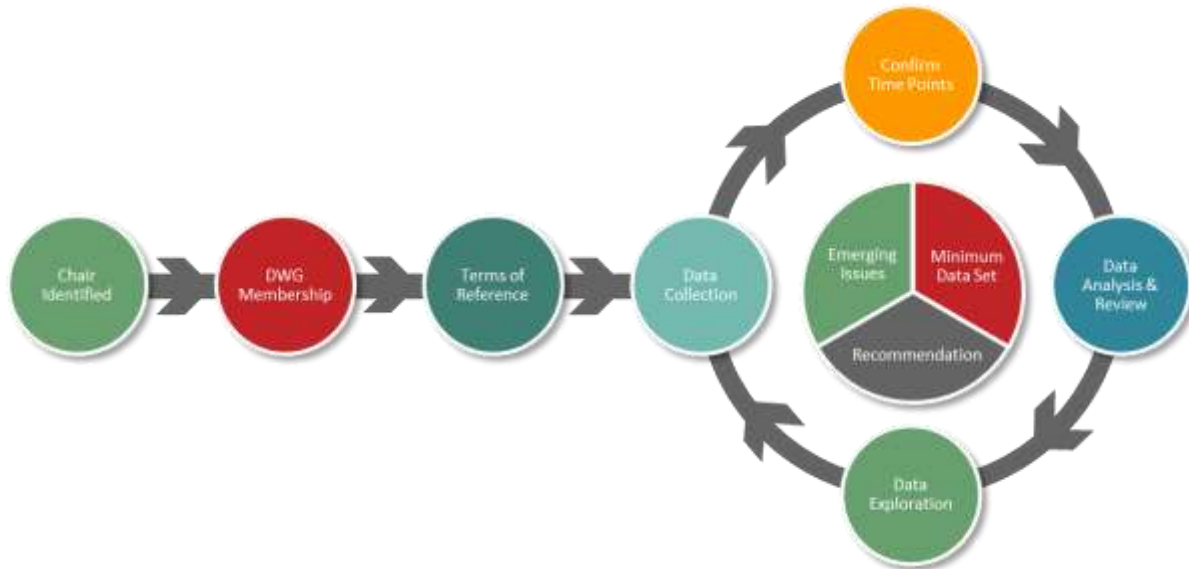 Chair
Identified
DWG
Membership
Terms of
Reference
Data
Collection
Confirm
Time Points
Data
Analysis &
Review
Data
Exploration
Emerging
Issues
Minimum
Data Set
Recommendation